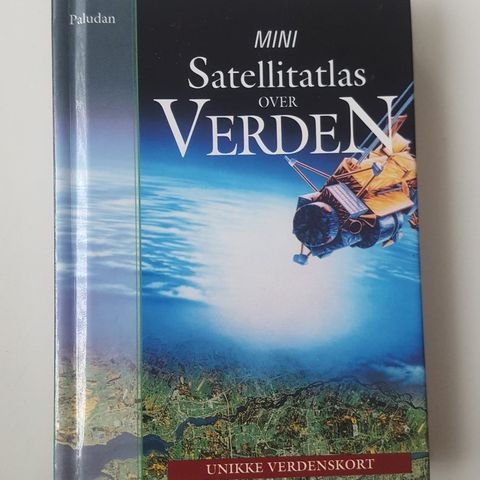 Paludan
MINI
Satellitatlas
OVER
VERDEN
UNIKKE VERDENSKORT